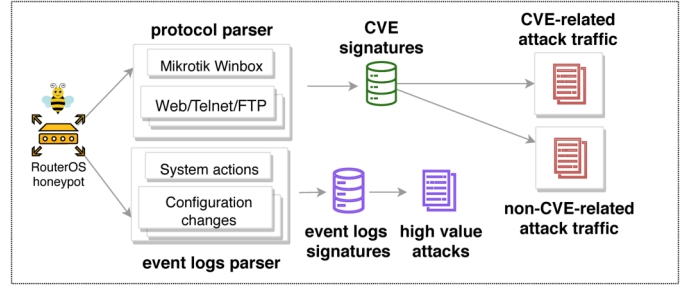 protocol parser
Mikrotik Winbox
Web/Telnet/FTP
CVE
signatures
CVE-related
attack traffic
RouterOS
honeypot
System actions
Configuration
changes
event logs parser
event logs
signatures
high value
attacks
non-CVE-related
attack traffic